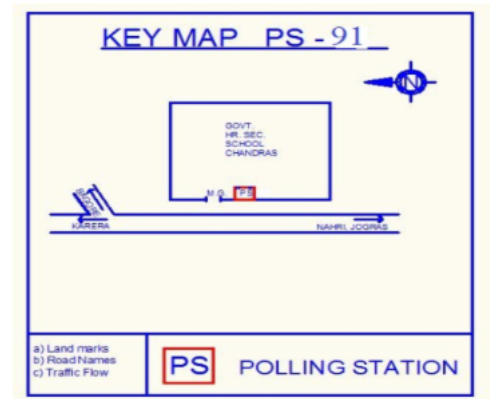 KEY MAP PS - 91
N
GOVT.
HR. SEC.
SCHOOL
CHANDRAS
M.G. PS
BAGORE
KARERA
NAHRI, JOGRAS
a) Land marks
b) Road Names
c) Traffic Flow
PS POLLING STATION